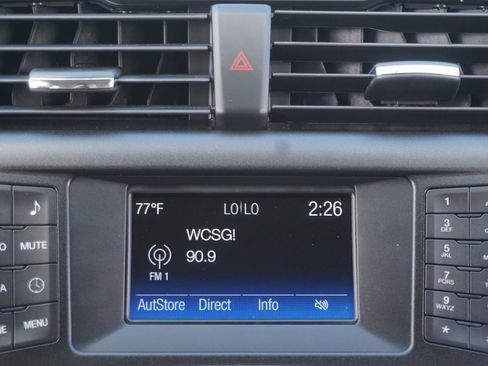 77°F LO LO 2:26
WCSG!
90.9
FM 1
AutStore Direct Info
MUTE
MENU
1
3 DEF
5 JKL
7 PQRS
9 WXYZ
*